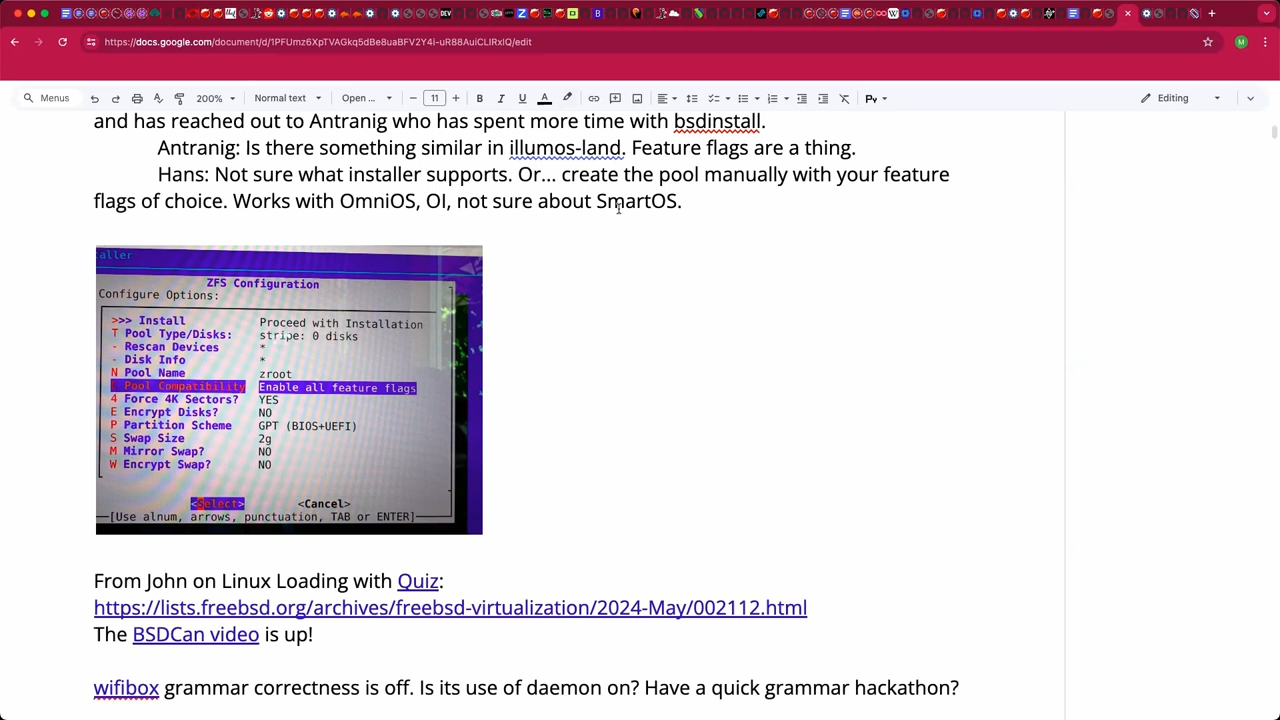 https://docs.google.com/document/d/1PFUmz6XpTVAGkq5dBe8uaBFV2Y4i-uR88AuiCLIRxIQ/edit
M
Menus
200%
Normal text
Open ...
11
B I U A
Editing
and has reached out to Antranig who has spent more time with bsdinstall.
Antranig: Is there something similar in illumos-land. Feature flags are a thing.
Hans: Not sure what installer supports. Or... create the pool manually with your feature
flags of choice. Works with OmniOS, OI, not sure about SmartOS.
aller
ZFS Configuration
Configure Options:
>>> Install Proceed with Installation
T Pool Type/Disks: stripe: 0 disks
- Rescan Devices *
- Disk Info *
N Pool Name zroot
Pool Compatibility Enable all feature flags
4 Force 4K Sectors? YES
E Encrypt Disks? NO
P Partition Scheme GPT (BIOS+UEFI)
S Swap Size 2g
M Mirror Swap? NO
W Encrypt Swap? NO
<Select> <Cancel>
[Use alnum, arrows, punctuation, TAB or ENTER]
From John on Linux Loading with Quiz:
https://lists.freebsd.org/archives/freebsd-virtualization/2024-May/002112.html
The BSDCan video is up!
wifibox grammar correctness is off. Is its use of daemon on? Have a quick grammar hackathon?